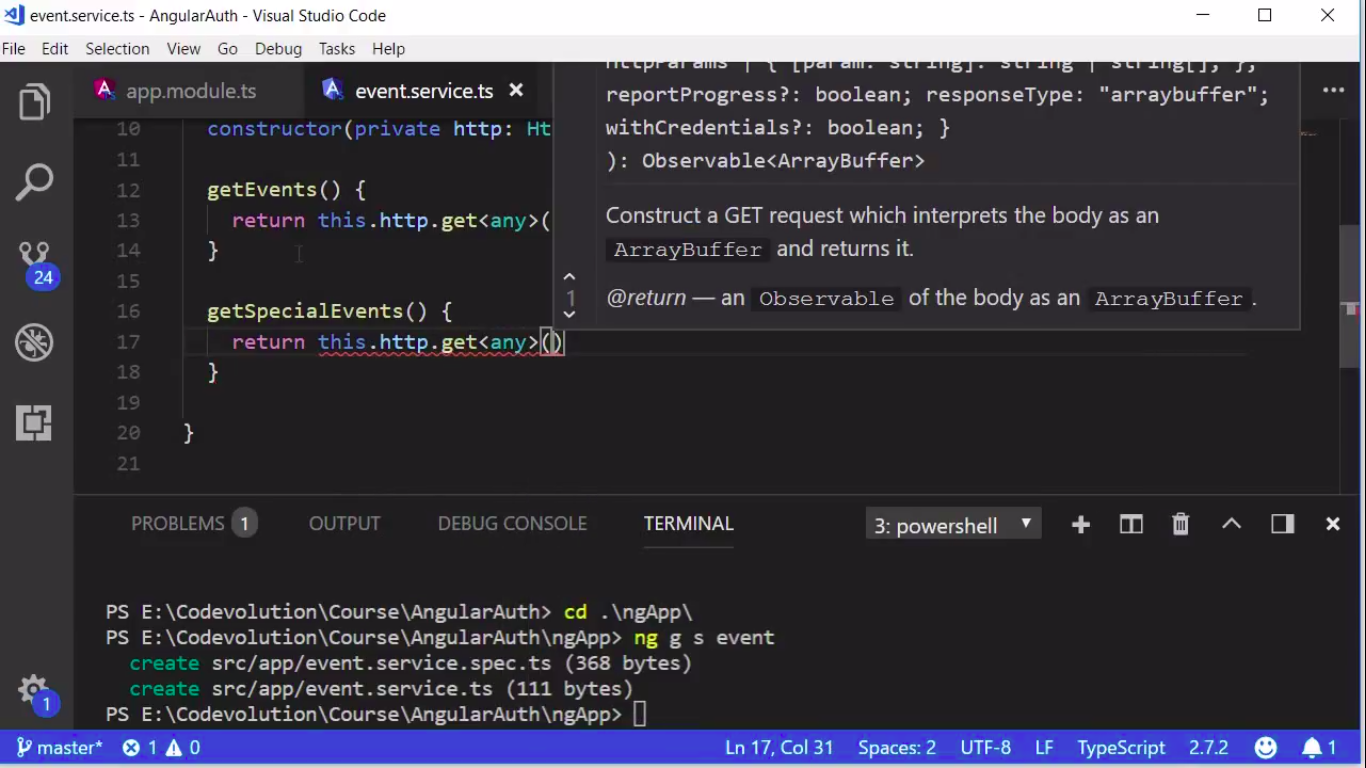 event.service.ts - AngularAuth - Visual Studio Code
File Edit Selection View Go Debug Tasks Help
app.module.ts event.service.ts
httpParams | { [param: string]: string | string[]; };
reportProgress?: boolean; responseType: "arraybuffer";
withCredentials?: boolean; }
): Observable<ArrayBuffer>
Construct a GET request which interprets the body as an
ArrayBuffer and returns it.
1 @return — an Observable of the body as an ArrayBuffer.
10 constructor(private http: Ht
11
12 getEvents() {
13 return this.http.get<any>(
14 }
15
16 getSpecialEvents() {
17 return this.http.get<any>()
18 }
19
20 }
21
24
1
PROBLEMS 1 OUTPUT DEBUG CONSOLE TERMINAL 3: powershell
PS E:\Codevolution\Course\AngularAuth> cd .\ngApp\
PS E:\Codevolution\Course\AngularAuth\ngApp> ng g s event
create src/app/event.service.spec.ts (368 bytes)
create src/app/event.service.ts (111 bytes)
PS E:\Codevolution\Course\AngularAuth\ngApp>
master* 1 0 Ln 17, Col 31 Spaces: 2 UTF-8 LF TypeScript 2.7.2 1